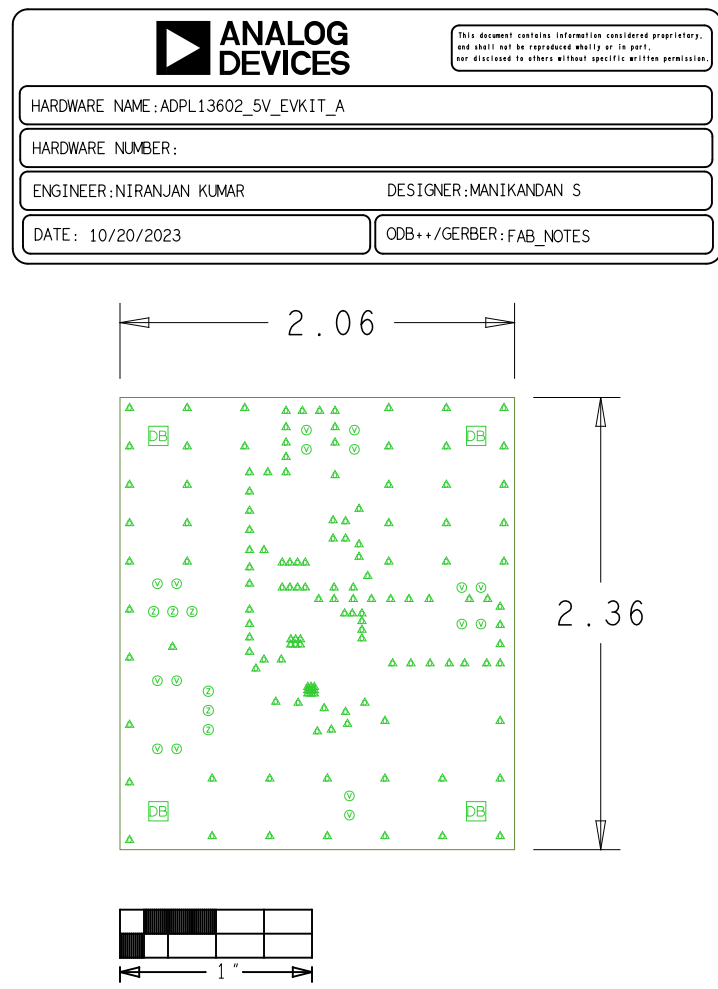 ANALOG
DEVICES
This document contains information considered proprietary,
and shall not be reproduced wholly or in part,
nor disclosed to others without specific written permission.
HARDWARE NAME:ADPL13602_5V_EVKIT_A
HARDWARE NUMBER:
ENGINEER:NIRANJAN KUMAR DESIGNER:MANIKANDAN S
DATE: 10/20/2023 ODB++/GERBER:FAB_NOTES
2.06
DB DB
V V
V V
2.36
V V V V
Z Z Z
V V
V V
Z
Z
Z
V V
V
DB DB
V
1"